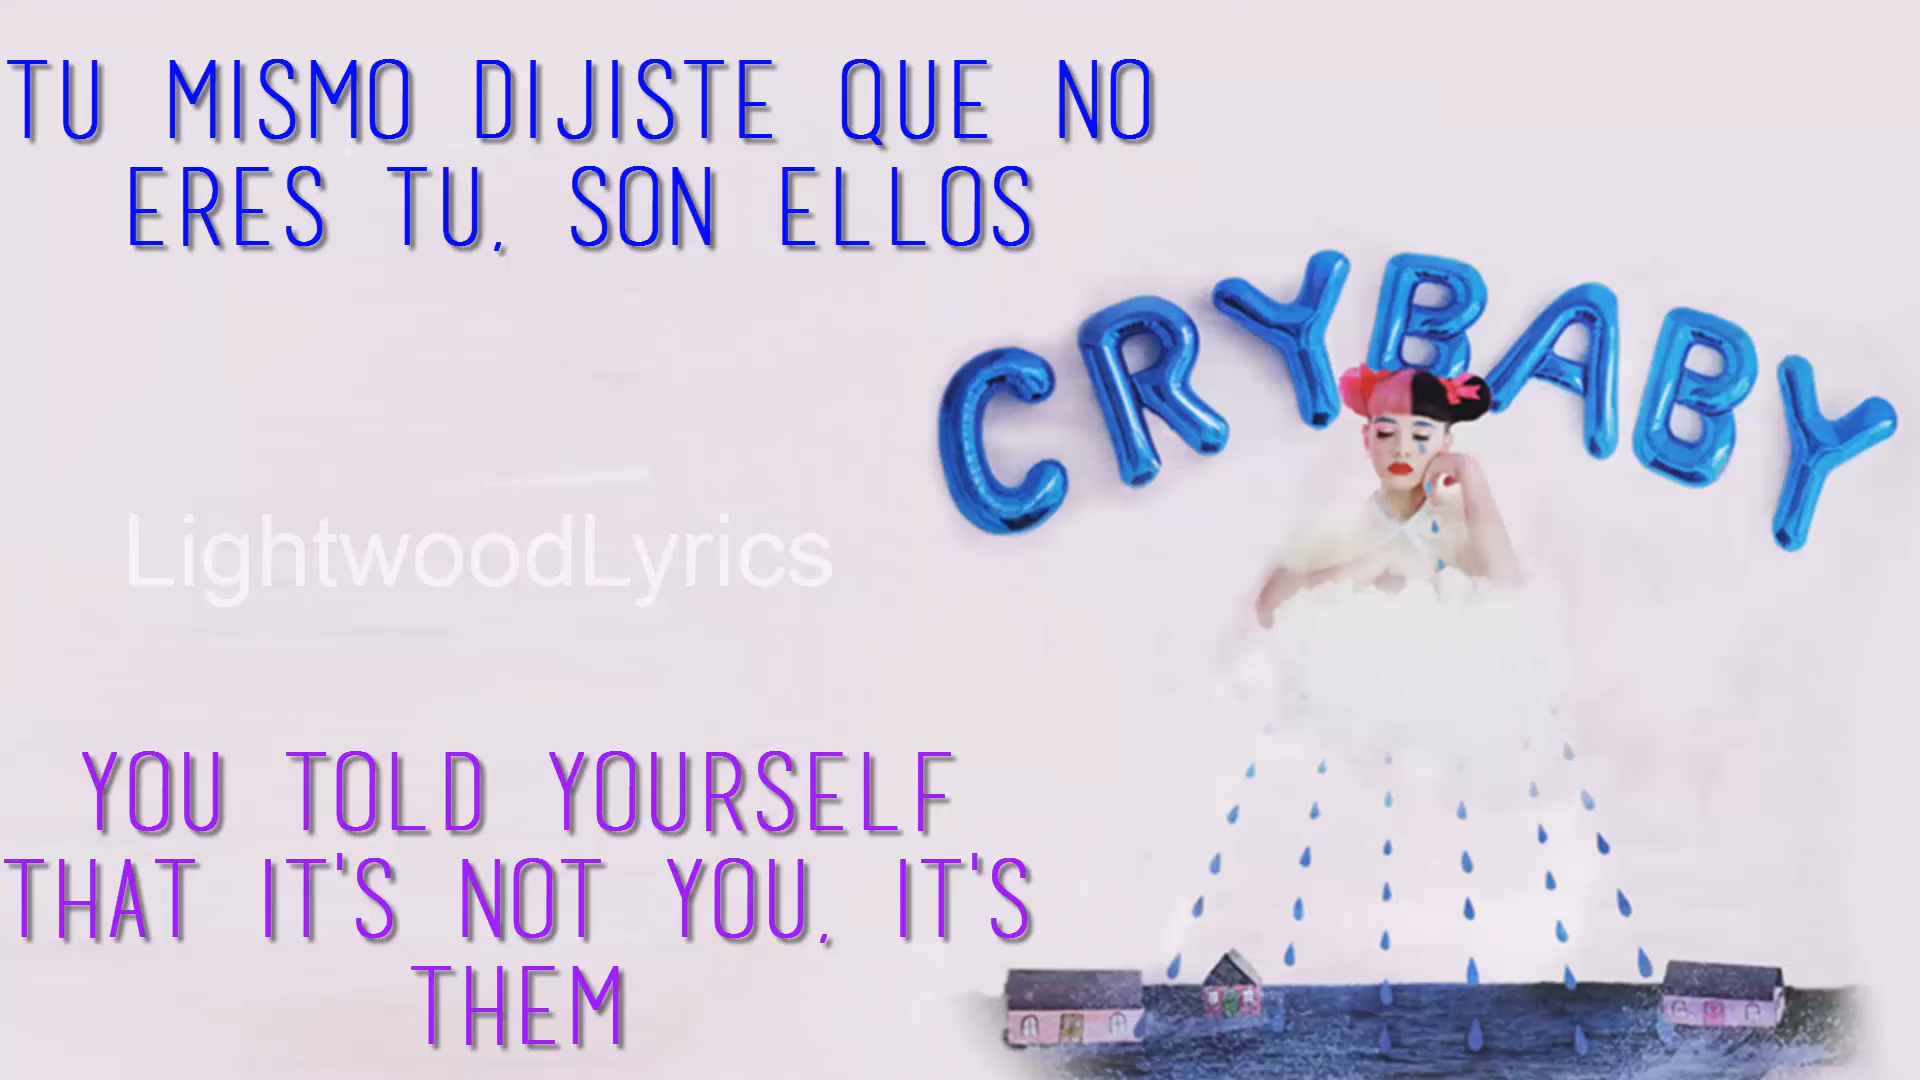 TU MISMO DIJISTE QUE NO
ERES TU, SON ELLOS
CRYBABY
LightwoodLyrics
YOU TOLD YOURSELF
THAT IT'S NOT YOU, IT'S
THEM